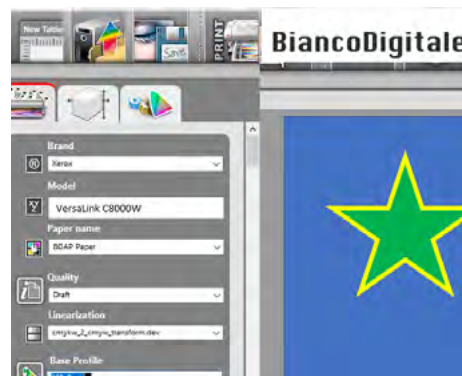 New Table
Save
PRINT
BiancoDigitale
Brand
Xerox
Model
VersaLink C8000W
Paper name
BDAP Paper
Quality
Draft
Linearization
cmykw_2_cmyw_transform.dev
Base Profile